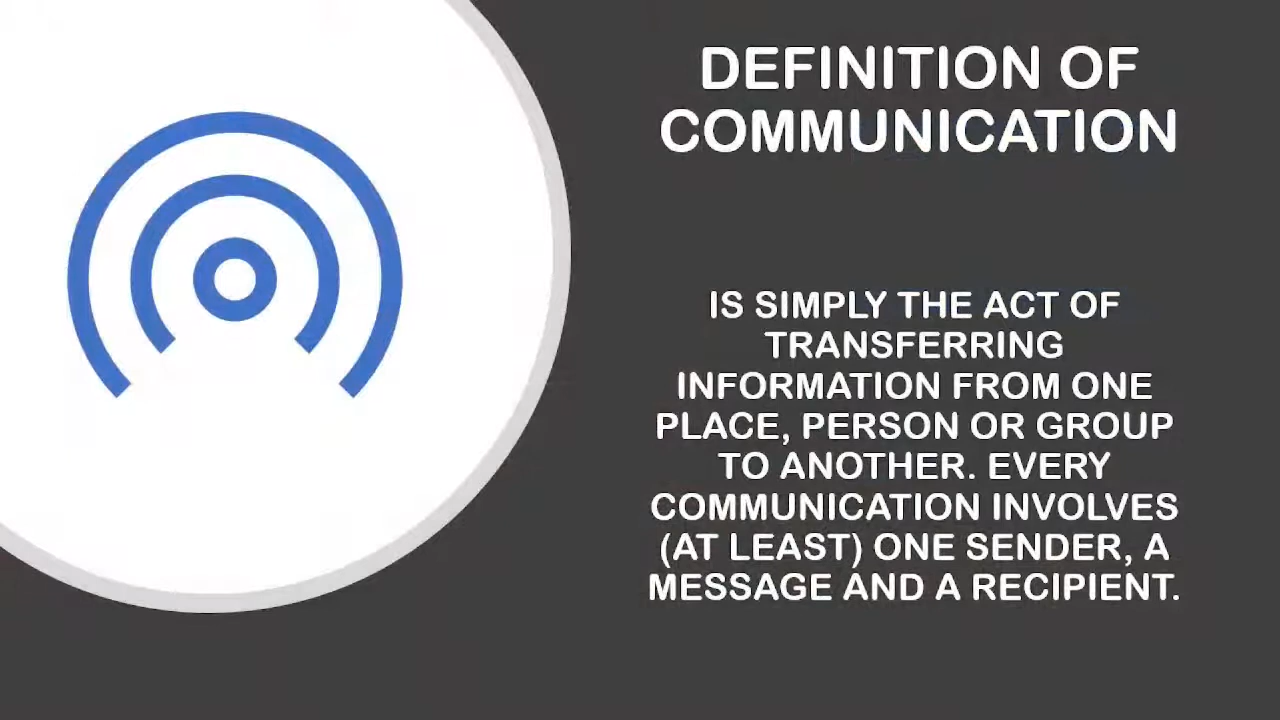 DEFINITION OF
COMMUNICATION
IS SIMPLY THE ACT OF
TRANSFERRING
INFORMATION FROM ONE
PLACE, PERSON OR GROUP
TO ANOTHER. EVERY
COMMUNICATION INVOLVES
(AT LEAST) ONE SENDER, A
MESSAGE AND A RECIPIENT.